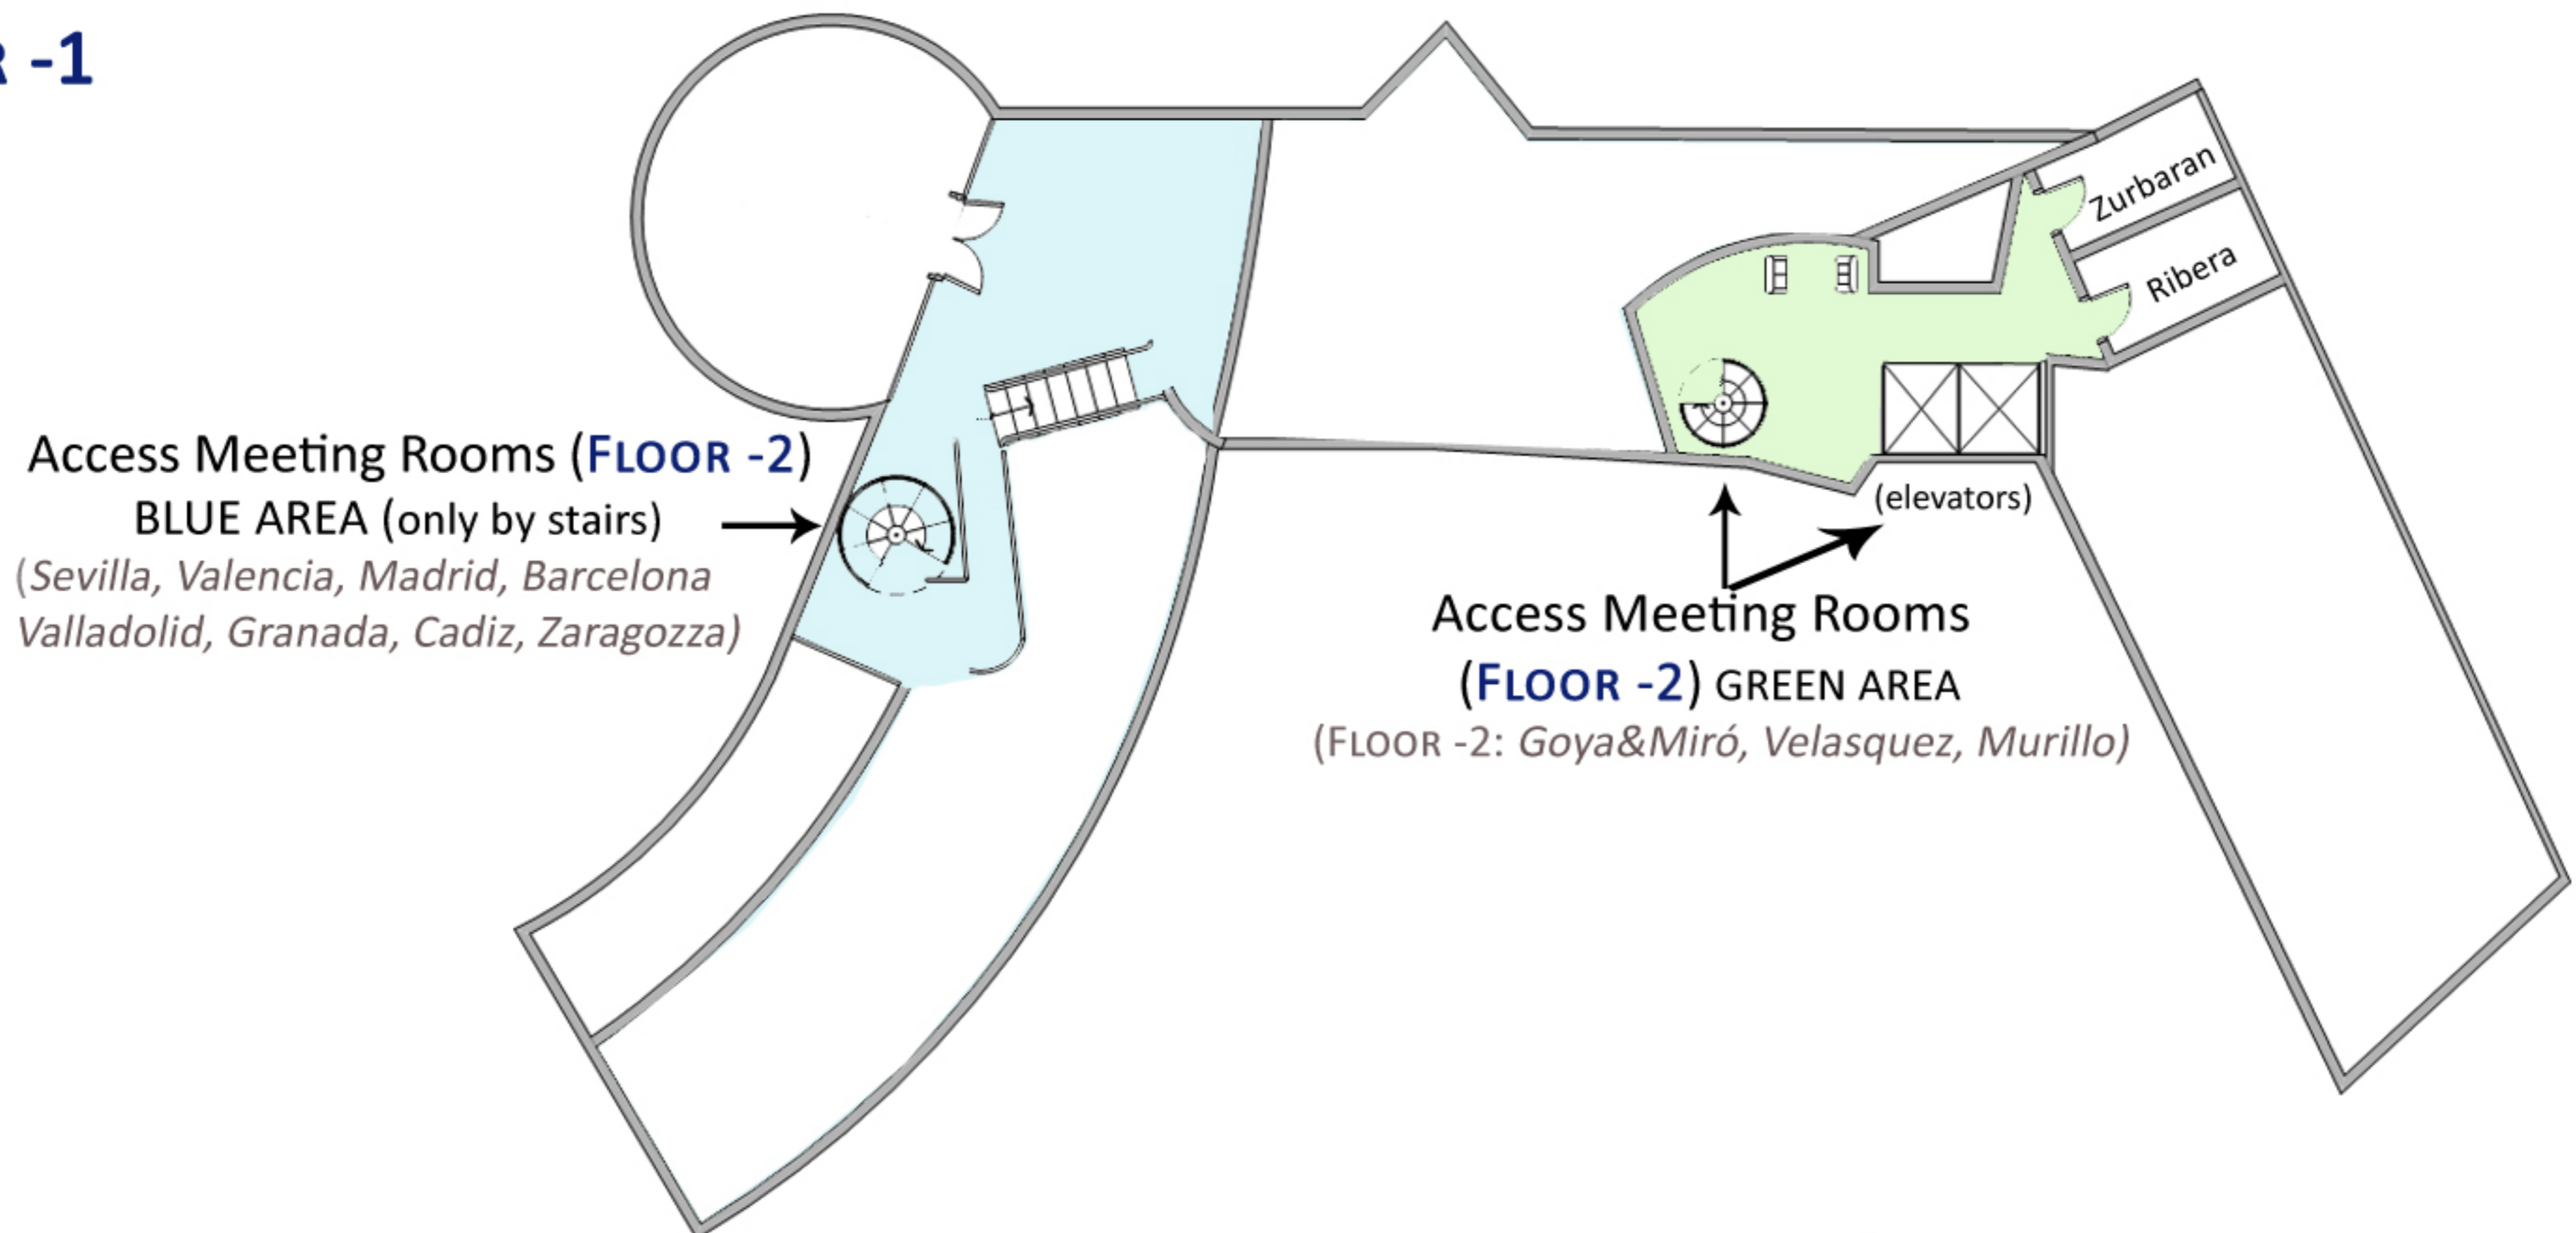 R -1
Zurbaran
Ribera
Access Meeting Rooms (FLOOR -2)
BLUE AREA (only by stairs)
(Sevilla, Valencia, Madrid, Barcelona
Valladolid, Granada, Cadiz, Zaragozza)
(elevators)
Access Meeting Rooms
(FLOOR -2) GREEN AREA
(FLOOR -2: Goya&Miró, Velasquez, Murillo)